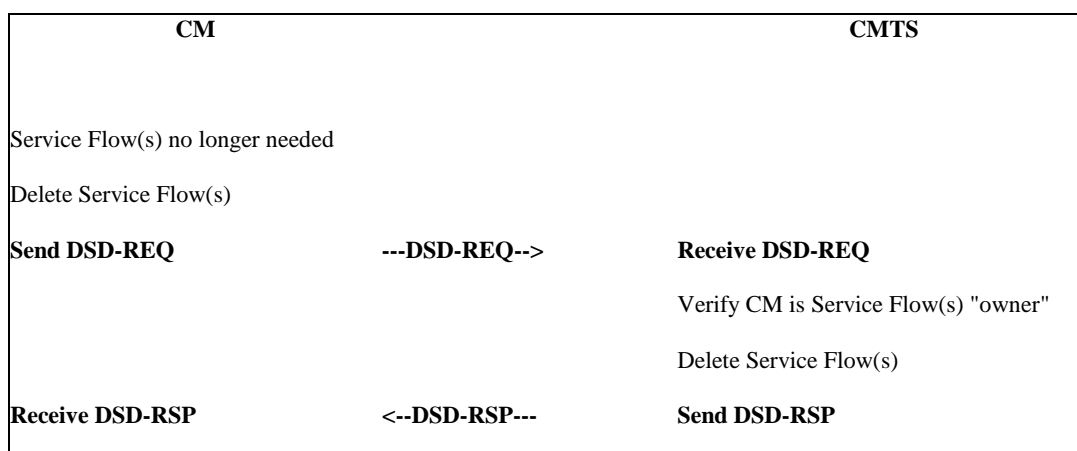 CM CMTS
Service Flow(s) no longer needed
Delete Service Flow(s)
Send DSD-REQ ---DSD-REQ--> Receive DSD-REQ
Verify CM is Service Flow(s) "owner"
Delete Service Flow(s)
Receive DSD-RSP <--DSD-RSP--- Send DSD-RSP